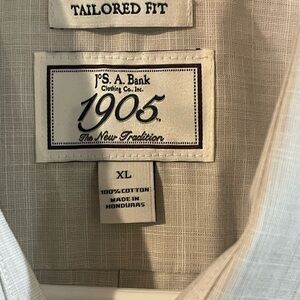 TAILORED FIT
JoS. A. Bank
Clothing Co., Inc.
1905
The New Tradition
XL
100% COTTON
MADE IN
HONDURAS